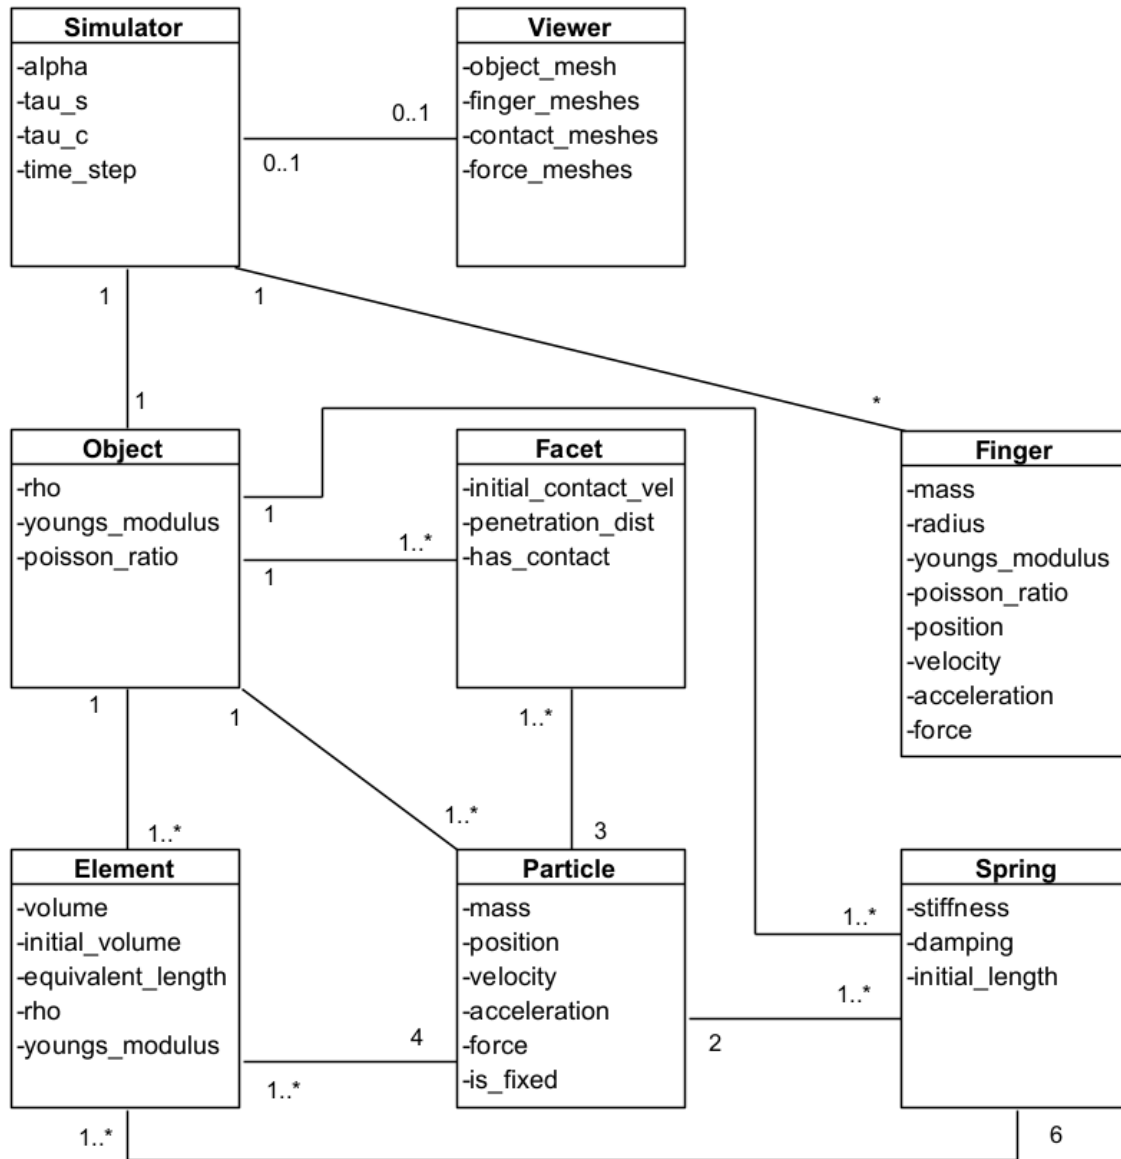 Simulator
-alpha
-tau_s
-tau_c
-time_step
Viewer
-object_mesh
-finger_meshes
-contact_meshes
-force_meshes
0..1
0..1
1
1
1
*
Object
-rho
-youngs_modulus
-poisson_ratio
Facet
-initial_contact_vel
-penetration_dist
-has_contact
Finger
-mass
-radius
-youngs_modulus
-poisson_ratio
-position
-velocity
-acceleration
-force
1
1..*
1
1
1
1..*
1..*
1..*
3
Element
-volume
-initial_volume
-equivalent_length
-rho
-youngs_modulus
Particle
-mass
-position
-velocity
-acceleration
-force
-is_fixed
Spring
-stiffness
-damping
-initial_length
1..*
1..*
2
4
1..*
1..*
6